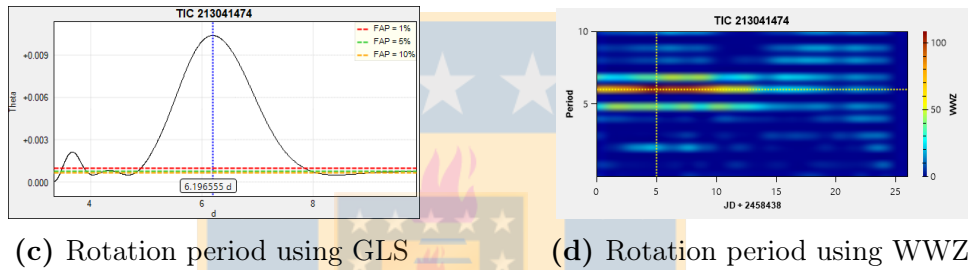 TIC 213041474
+0.009
+0.006
+0.003
0.000
Theta
4
6
8
d
6.196555 d
FAP = 1%
FAP = 5%
FAP = 10%
TIC 213041474
10
5
Period
0
5
10
15
20
25
JD + 2458438
100
50
0
WWZ
(c) Rotation period using GLS
(d) Rotation period using WWZ